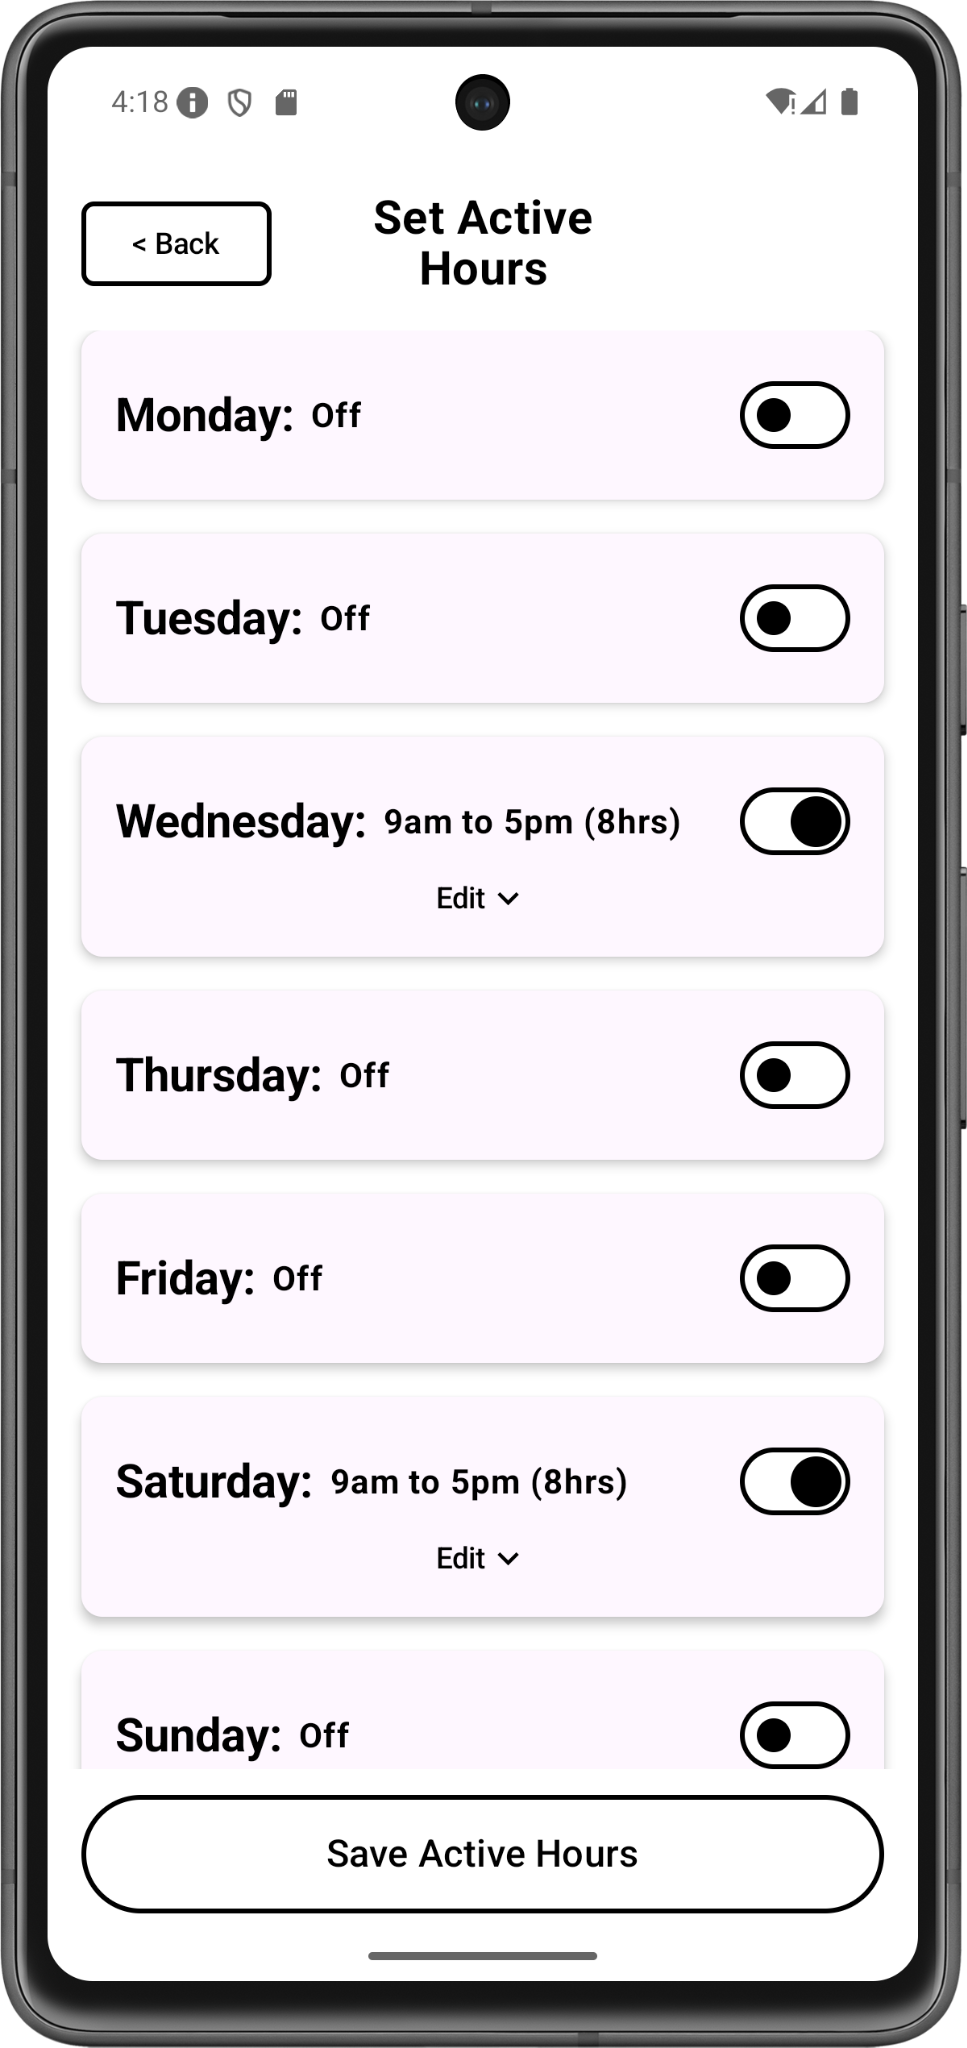 4:18
< Back
Set Active
Hours
Monday: Off
Tuesday: Off
Wednesday: 9am to 5pm (8hrs)
Edit
Thursday: Off
Friday: Off
Saturday: 9am to 5pm (8hrs)
Edit
Sunday: Off
Save Active Hours